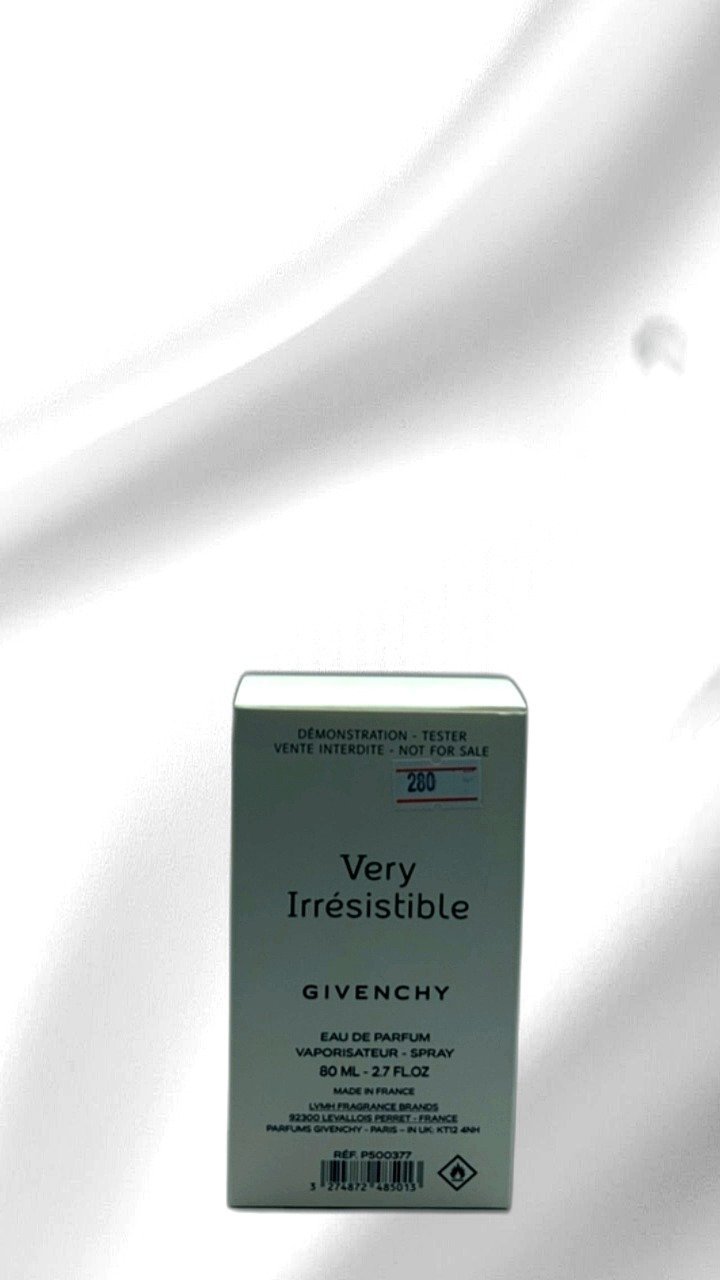 DÉMONSTRATION - TESTER
VENTE INTERDITE - NOT FOR SALE
280
Very
Irrésistible
GIVENCHY
EAU DE PARFUM
VAPORISATEUR - SPRAY
80 ML - 2.7 FL.OZ
MADE IN FRANCE
LVMH FRAGRANCE BRANDS
92300 LEVALLOIS PERRET - FRANCE
PARFUMS GIVENCHY - PARIS - IN UK: KT12 4NH
RÉF. P500377
3 274872 485013